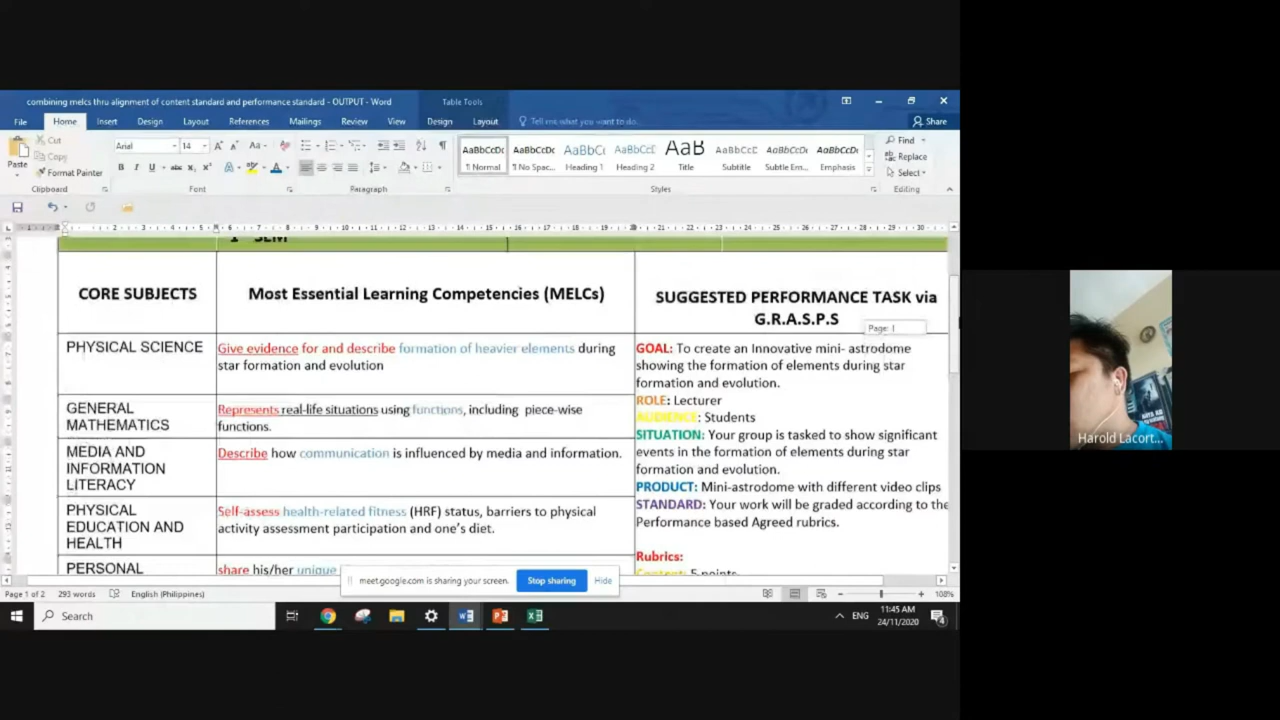 combining melcs thru alignment of content standard and performance standard - OUTPUT - Word
Table Tools
File Home Insert Design Layout References Mailings Review View Design Layout Tell me what you want to do... Share
Paste
Cut
Copy
Format Painter
Clipboard
Arial 14
Font
Paragraph
AaBbCcDc AaBbCcDc AaBbCc AaBbCcC AaB AaBbCcD AaBbCcDc AaBbCcDc
¶ Normal ¶ No Spac... Heading 1 Heading 2 Title Subtitle Subtle Em... Emphasis
Styles
Find
Replace
Select
Editing
1 SEM
CORE SUBJECTS
Most Essential Learning Competencies (MELCs)
SUGGESTED PERFORMANCE TASK via
G.R.A.S.P.S
Page: 1
PHYSICAL SCIENCE
Give evidence for and describe formation of heavier elements during
star formation and evolution
GENERAL
MATHEMATICS
Represents real-life situations using functions, including piece-wise
functions.
MEDIA AND
INFORMATION
LITERACY
Describe how communication is influenced by media and information.
PHYSICAL
EDUCATION AND
HEALTH
Self-assess health-related fitness (HRF) status, barriers to physical
activity assessment participation and one's diet.
PERSONAL
share his/her unique
GOAL: To create an Innovative mini- astrodome
showing the formation of elements during star
formation and evolution.
ROLE: Lecturer
AUDIENCE: Students
SITUATION: Your group is tasked to show significant
events in the formation of elements during star
formation and evolution.
PRODUCT: Mini-astrodome with different video clips
STANDARD: Your work will be graded according to the
Performance based Agreed rubrics.
Rubrics:
Content: 5 points
meet.google.com is sharing your screen. Stop sharing Hide
Page 1 of 2 293 words English (Philippines) 108%
Search
ENG
11:45 AM
24/11/2020
4
Harold Lacort...